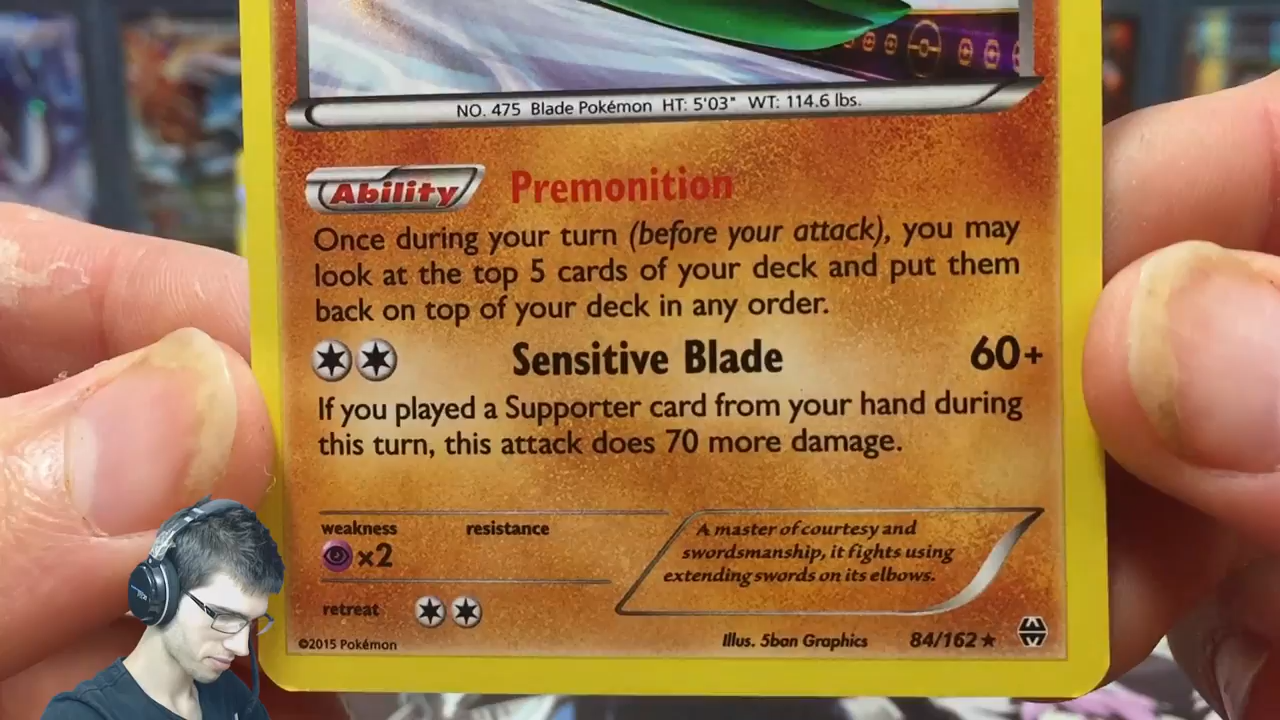 NO. 475 Blade Pokémon HT: 5'03" WT: 114.6 lbs.
Ability Premonition
Once during your turn (before your attack), you may
look at the top 5 cards of your deck and put them
back on top of your deck in any order.
Sensitive Blade 60+
If you played a Supporter card from your hand during
this turn, this attack does 70 more damage.
weakness resistance
×2
retreat
A master of courtesy and
swordsmanship, it fights using
extending swords on its elbows.
©2015 Pokémon Illus. 5ban Graphics 84/162 ★